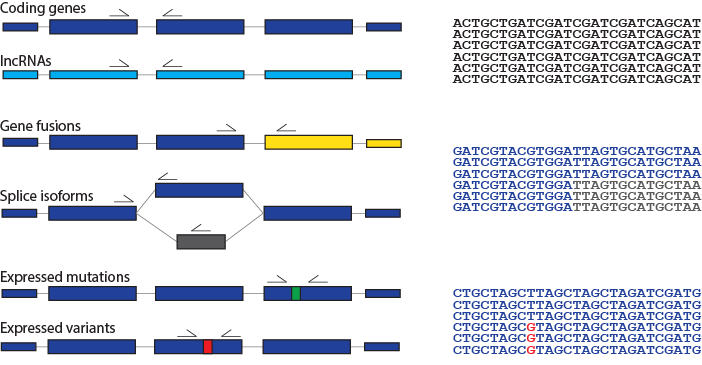 Coding genes
lncRNAs
Gene fusions
Splice isoforms
Expressed mutations
Expressed variants
ACTGCTGATCGATCGATCGATCAGCAT
ACTGCTGATCGATCGATCGATCAGCAT
ACTGCTGATCGATCGATCGATCAGCAT
ACTGCTGATCGATCGATCGATCAGCAT
ACTGCTGATCGATCGATCGATCAGCAT
ACTGCTGATCGATCGATCGATCAGCAT
GATCGTACGTGGATTAGTGCATGCTAA
GATCGTACGTGGATTAGTGCATGCTAA
GATCGTACGTGGATTAGTGCATGCTAA
GATCGTACGTGGATTAGTGCATGCTAA
GATCGTACGTGGATTAGTGCATGCTAA
GATCGTACGTGGATTAGTGCATGCTAA
CTGCTAGCTTAGCTAGCTAGATCGATG
CTGCTAGCTTAGCTAGCTAGATCGATG
CTGCTAGCTTAGCTAGCTAGATCGATG
CTGCTAGCGTAGCTAGCTAGATCGATG
CTGCTAGCGTAGCTAGCTAGATCGATG
CTGCTAGCGTAGCTAGCTAGATCGATG